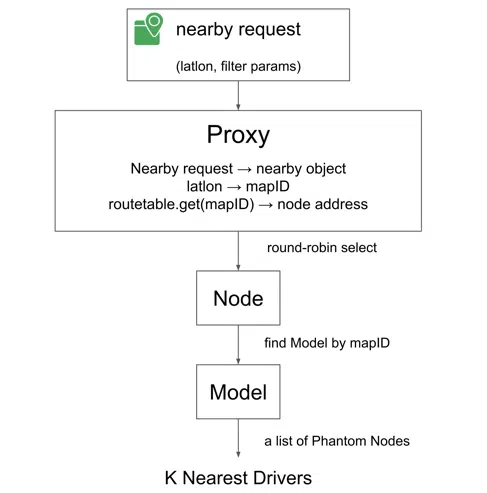 nearby request
(latlon, filter params)
Proxy
Nearby request → nearby object
latlon → mapID
routetable.get(mapID) → node address
round-robin select
Node
find Model by mapID
Model
a list of Phantom Nodes
K Nearest Drivers